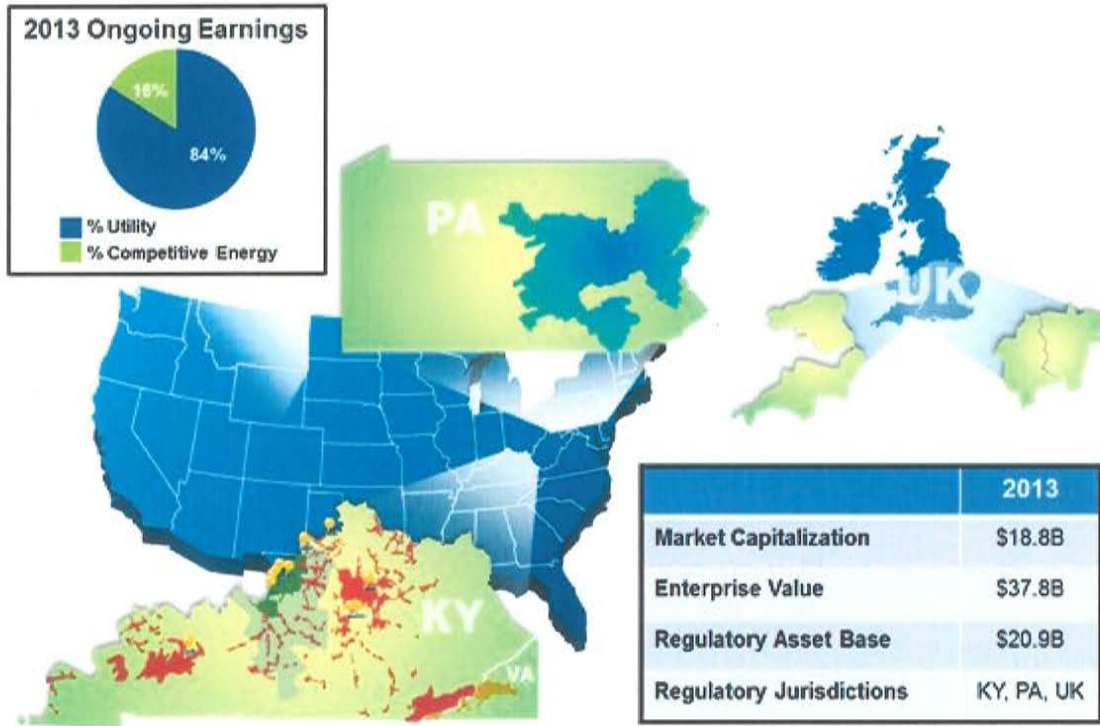 2013 Ongoing Earnings
16%
84%
% Utility
% Competitive Energy
PA
UK
KY
VA
2013
Market Capitalization $18.8B
Enterprise Value $37.8B
Regulatory Asset Base $20.9B
Regulatory Jurisdictions KY, PA, UK